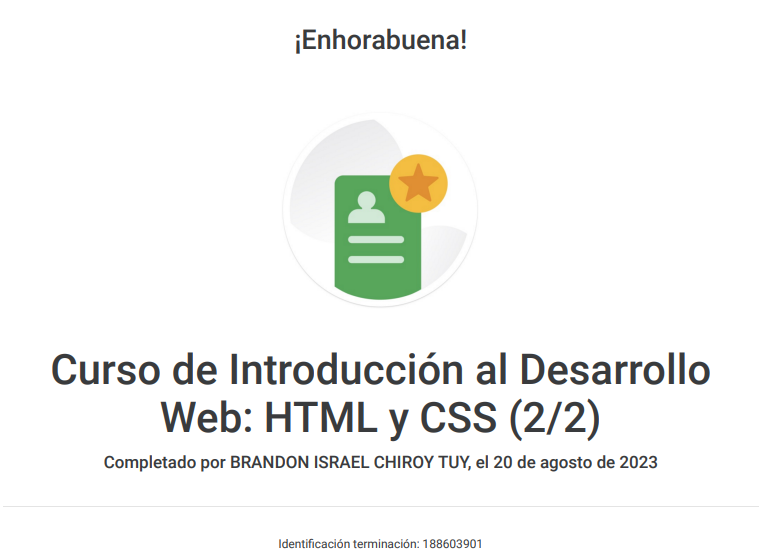 ¡Enhorabuena!
Curso de Introducción al Desarrollo
Web: HTML y CSS (2/2)
Completado por BRANDON ISRAEL CHIROY TUY, el 20 de agosto de 2023
Identificación terminación: 188603901